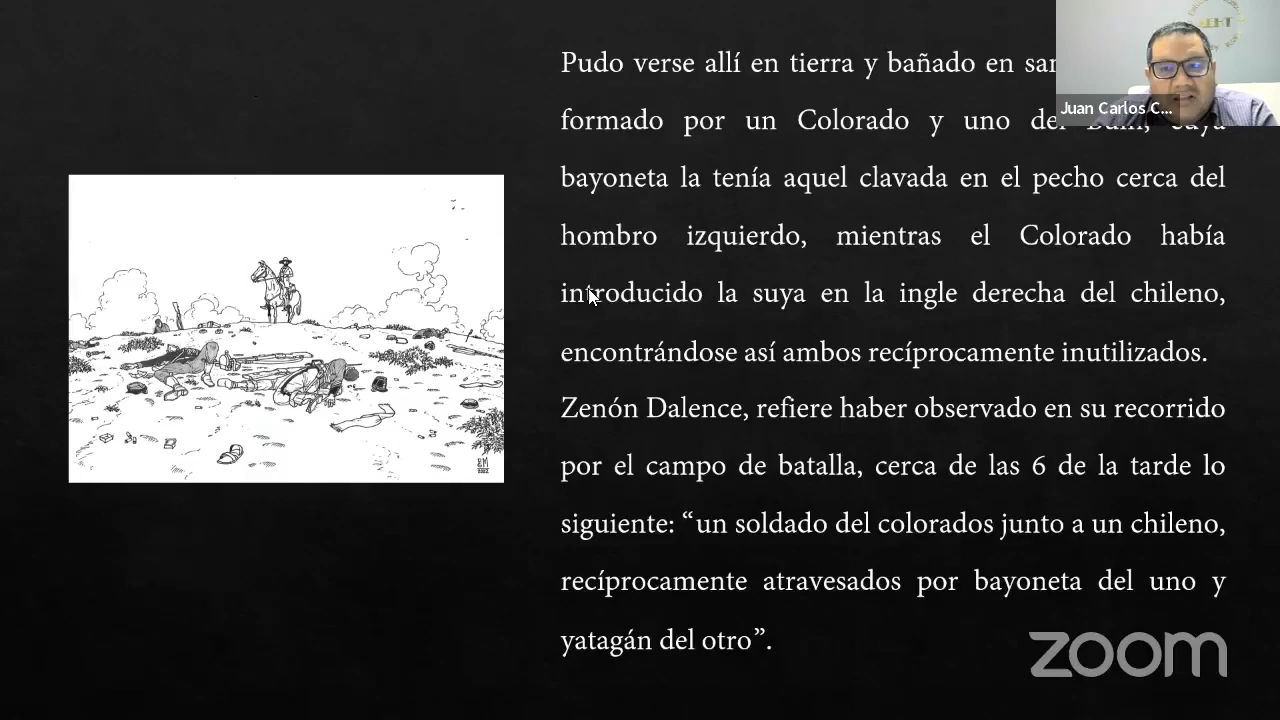 Pudo verse allí en tierra y bañado en
formado por un Colorado y uno del
bayoneta la tenía aquel clavada en el pecho cerca del
hombro izquierdo, mientras el Colorado había
introducido la suya en la ingle derecha del chileno,
encontrándose así ambos recíprocamente inutilizados.
Zenón Dalence, refiere haber observado en su recorrido
por el campo de batalla, cerca de las 6 de la tarde lo
siguiente: “un soldado del colorados junto a un chileno,
recíprocamente atravesados por bayoneta del uno y
yatagán del otro”.
Juan Carlos C...
zoom